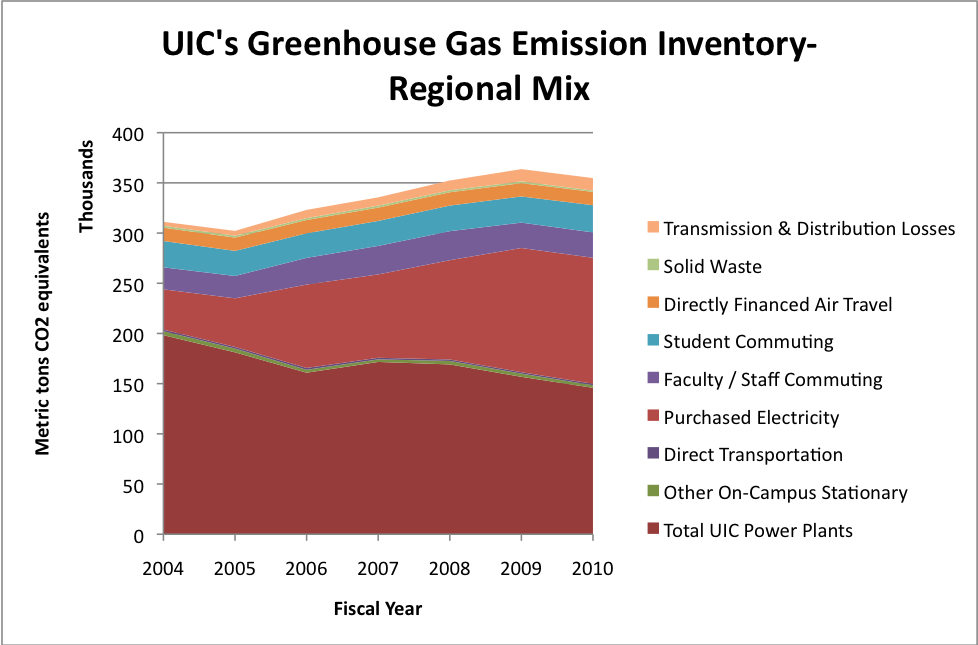 UIC's Greenhouse Gas Emission Inventory-
Regional Mix
Metric tons CO2 equivalents
Thousands
400
350
300
250
200
150
100
50
0
2004 2005 2006 2007 2008 2009 2010
Fiscal Year
Transmission & Distribution Losses
Solid Waste
Directly Financed Air Travel
Student Commuting
Faculty / Staff Commuting
Purchased Electricity
Direct Transportation
Other On-Campus Stationary
Total UIC Power Plants